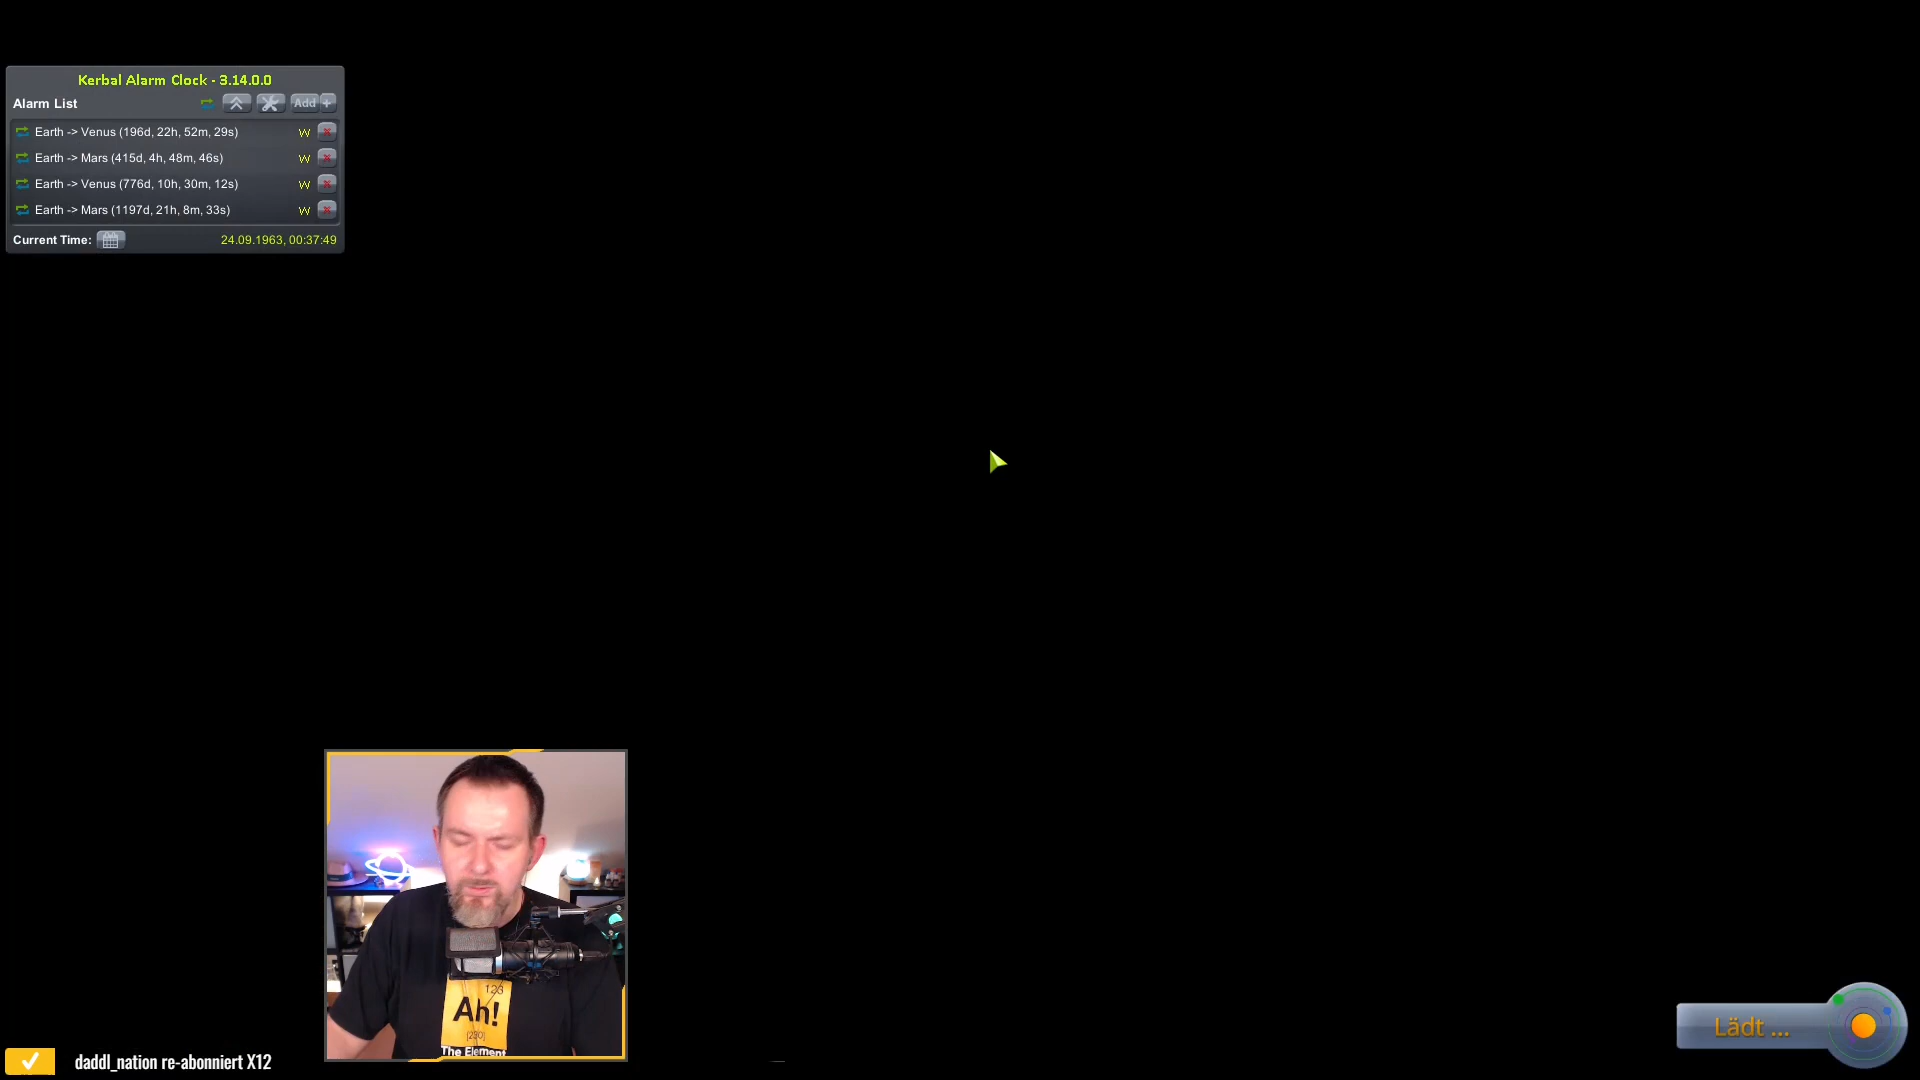 Kerbal Alarm Clock - 3.14.0.0
Alarm List
Add +
Earth -> Venus (196d, 22h, 52m, 29s) W
Earth -> Mars (415d, 4h, 48m, 46s) W
Earth -> Venus (776d, 10h, 30m, 12s) W
Earth -> Mars (1197d, 21h, 8m, 33s) W
Current Time: 24.09.1963, 00:37:49
123
Ah!
The Element
Lädt ...
daddl_nation re-abonniert X12